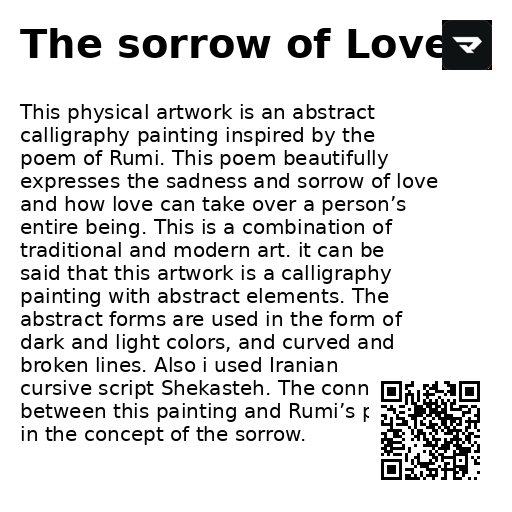 The sorrow of Love
This physical artwork is an abstract
calligraphy painting inspired by the
poem of Rumi. This poem beautifully
expresses the sadness and sorrow of love
and how love can take over a person’s
entire being. This is a combination of
traditional and modern art. it can be
said that this artwork is a calligraphy
painting with abstract elements. The
abstract forms are used in the form of
dark and light colors, and curved and
broken lines. Also i used Iranian
cursive script Shekasteh. The conn
between this painting and Rumi’s
in the concept of the sorrow.